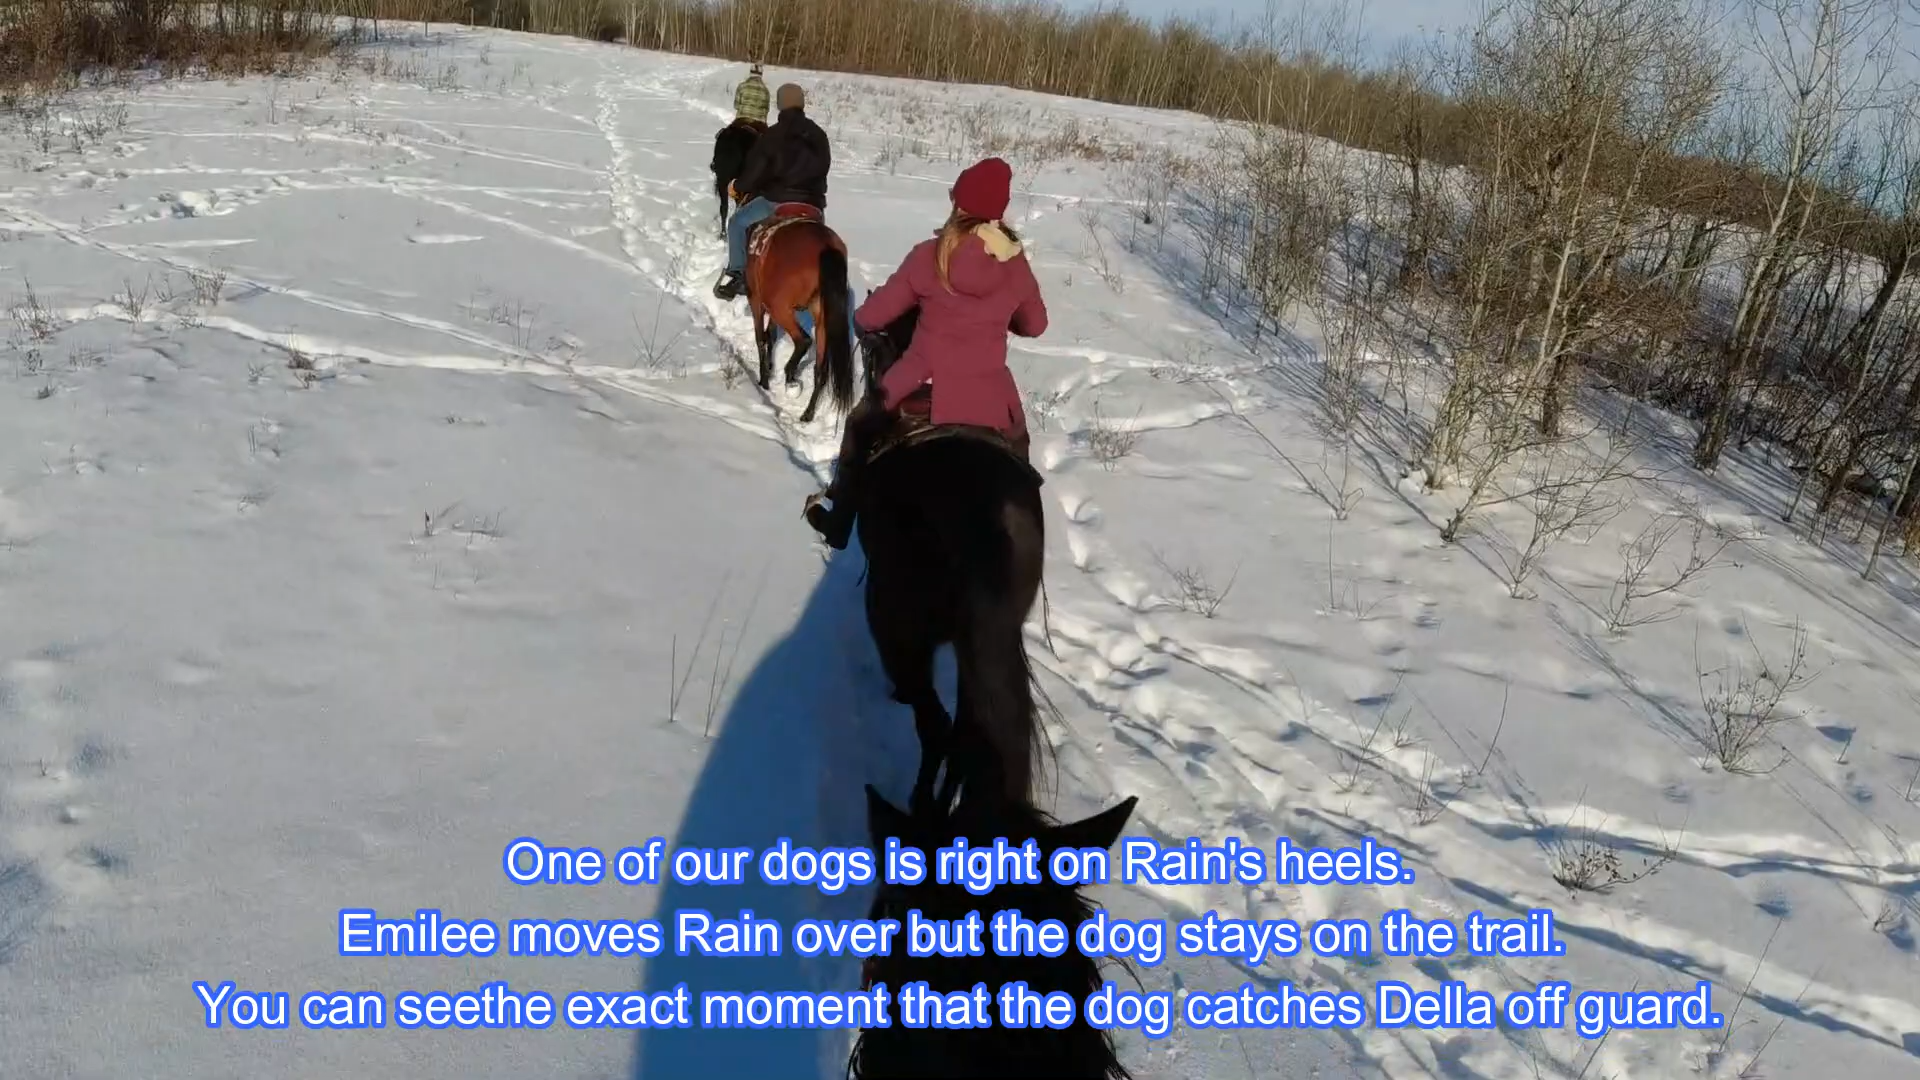 One of our dogs is right on Rain's heels.
Emilee moves Rain over but the dog stays on the trail.
You can seethe exact moment that the dog catches Della off guard.